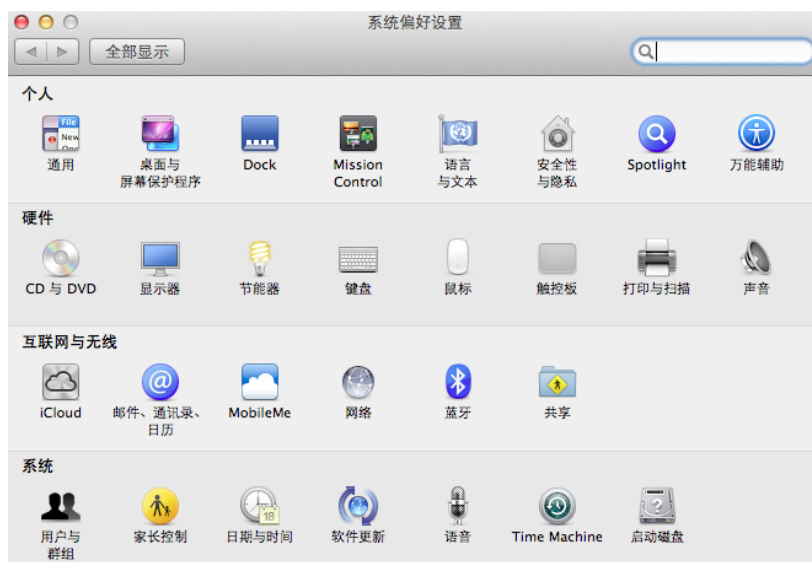 系统偏好设置
全部显示
个人
File
New
通用
桌面与
屏幕保护程序
Dock
Mission
Control
语言
与文本
安全性
与隐私
Spotlight
万能辅助
硬件
CD 与 DVD
显示器
节能器
键盘
鼠标
触控板
打印与扫描
声音
互联网与无线
iCloud
邮件、通讯录、
日历
MobileMe
网络
蓝牙
共享
系统
用户与
群组
家长控制
18
日期与时间
软件更新
语音
Time Machine
?
启动磁盘